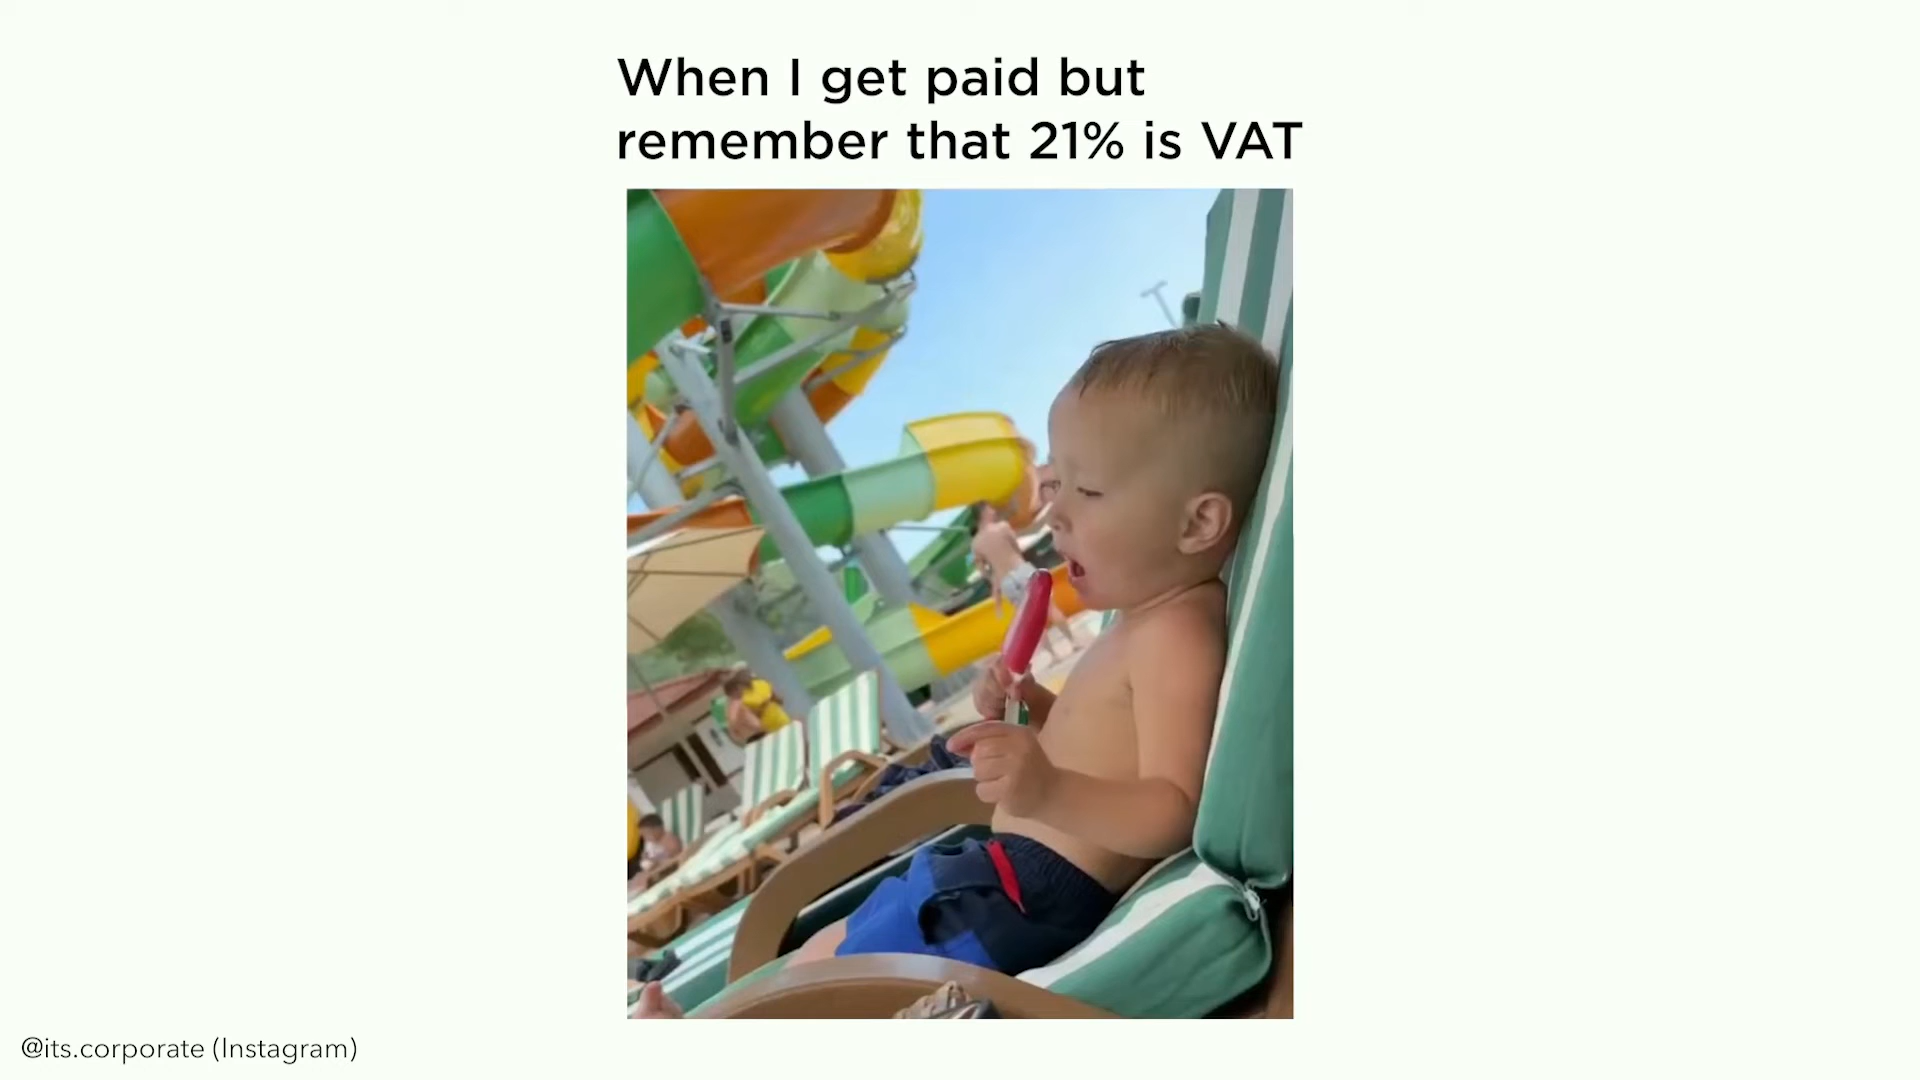 When I get paid but
remember that 21% is VAT
@its.corporate (Instagram)